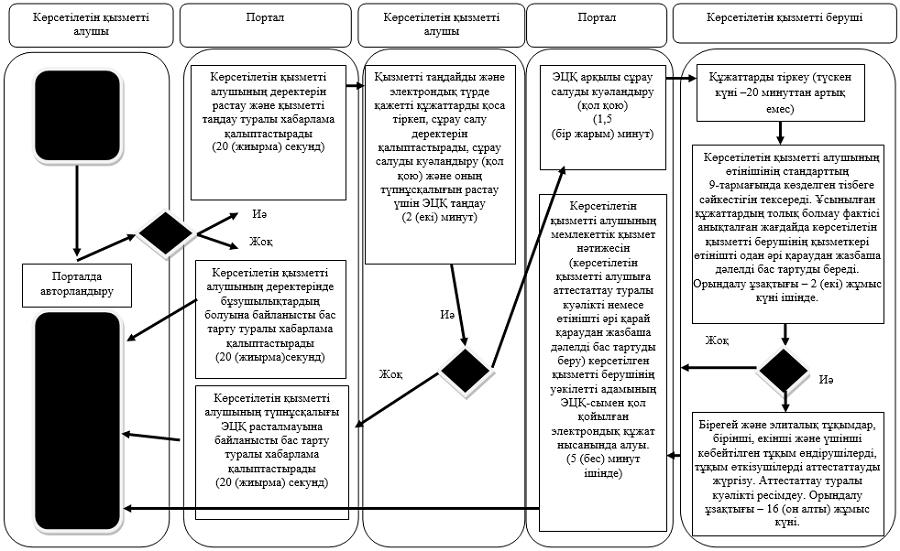 Көрсетілетін қызметті
алушы
Портал
Көрсетілетін қызметті
алушы
Портал
Көрсетілетін қызметті беруші
Көрсетілетін қызметті
алушының деректерін
растау және қызметті
таңдау туралы хабарлама
қалыптастырады
(20 (жиырма) секунд)
Қызметті таңдайды және
электрондық түрде
қажетті құжаттарды қоса
тіркеп, сұрау салу
деректерін
қалыптастырады, сұрау
салуды куәландыру (қол
қою) және оның
түпнұсқалығын растау
үшін ЭЦҚ таңдау
(2 (екі) минут)
ЭЦҚ арқылы сұрау
салуды куәландыру
(қол қою)
(1,5
(бір жарым) минут)
Құжаттарды тіркеу (түскен
күні –20 минуттан артық
емес)
Көрсетілетін қызметті алушының
өтінішінің стандарттың
9-тармағында көзделген тізбеге
сәйкестігін тексереді. Ұсынылған
құжаттардың толық болмау фактісі
анықталған жағдайда көрсетілетін
қызметті берушінің қызметкері
өтінішті одан әрі қараудан жазбаша
дәлелді бас тартуды береді.
Орындалу ұзақтығы – 2 (екі) жұмыс
күні ішінде.
Иә
Жоқ
Порталда
авторландыру
Көрсетілетін қызметті
алушының деректерінде
бұзушылықтардың
болуына байланысты бас
тарту туралы хабарлама
қалыптастырады
(20 (жиырма)секунд)
Көрсетілетін
қызметті алушының
мемлекеттік қызмет
нәтижесін
(көрсетілетін
қызметті алушыға
аттестаттау туралы
куәлікті немесе
өтінішті әрі қарай
қараудан жазбаша
дәлелді бас тартуды
беру) көрсетілген
қызметті берушінің
уәкілетті адамының
ЭЦҚ-сымен қол
қойылған
электрондық құжат
нысанында алуы.
(5 (бес) минут
ішінде)
Иә
Жоқ
Жоқ
Иә
Көрсетілетін қызметті
алушының түпнұсқалығы
ЭЦҚ расталмауына
байланысты бас тарту
туралы хабарлама
қалыптастырады
(20 (жиырма) секунд)
Бірегей және элиталық тұқымдар,
бірінші, екінші және үшінші
көбейтілген тұқым өндірушілерді,
тұқым өткізушілерді аттестаттауды
жүргізу. Аттестаттау туралы
куәлікті ресімдеу. Орындалу
ұзақтығы – 16 (он алты) жұмыс
күні.